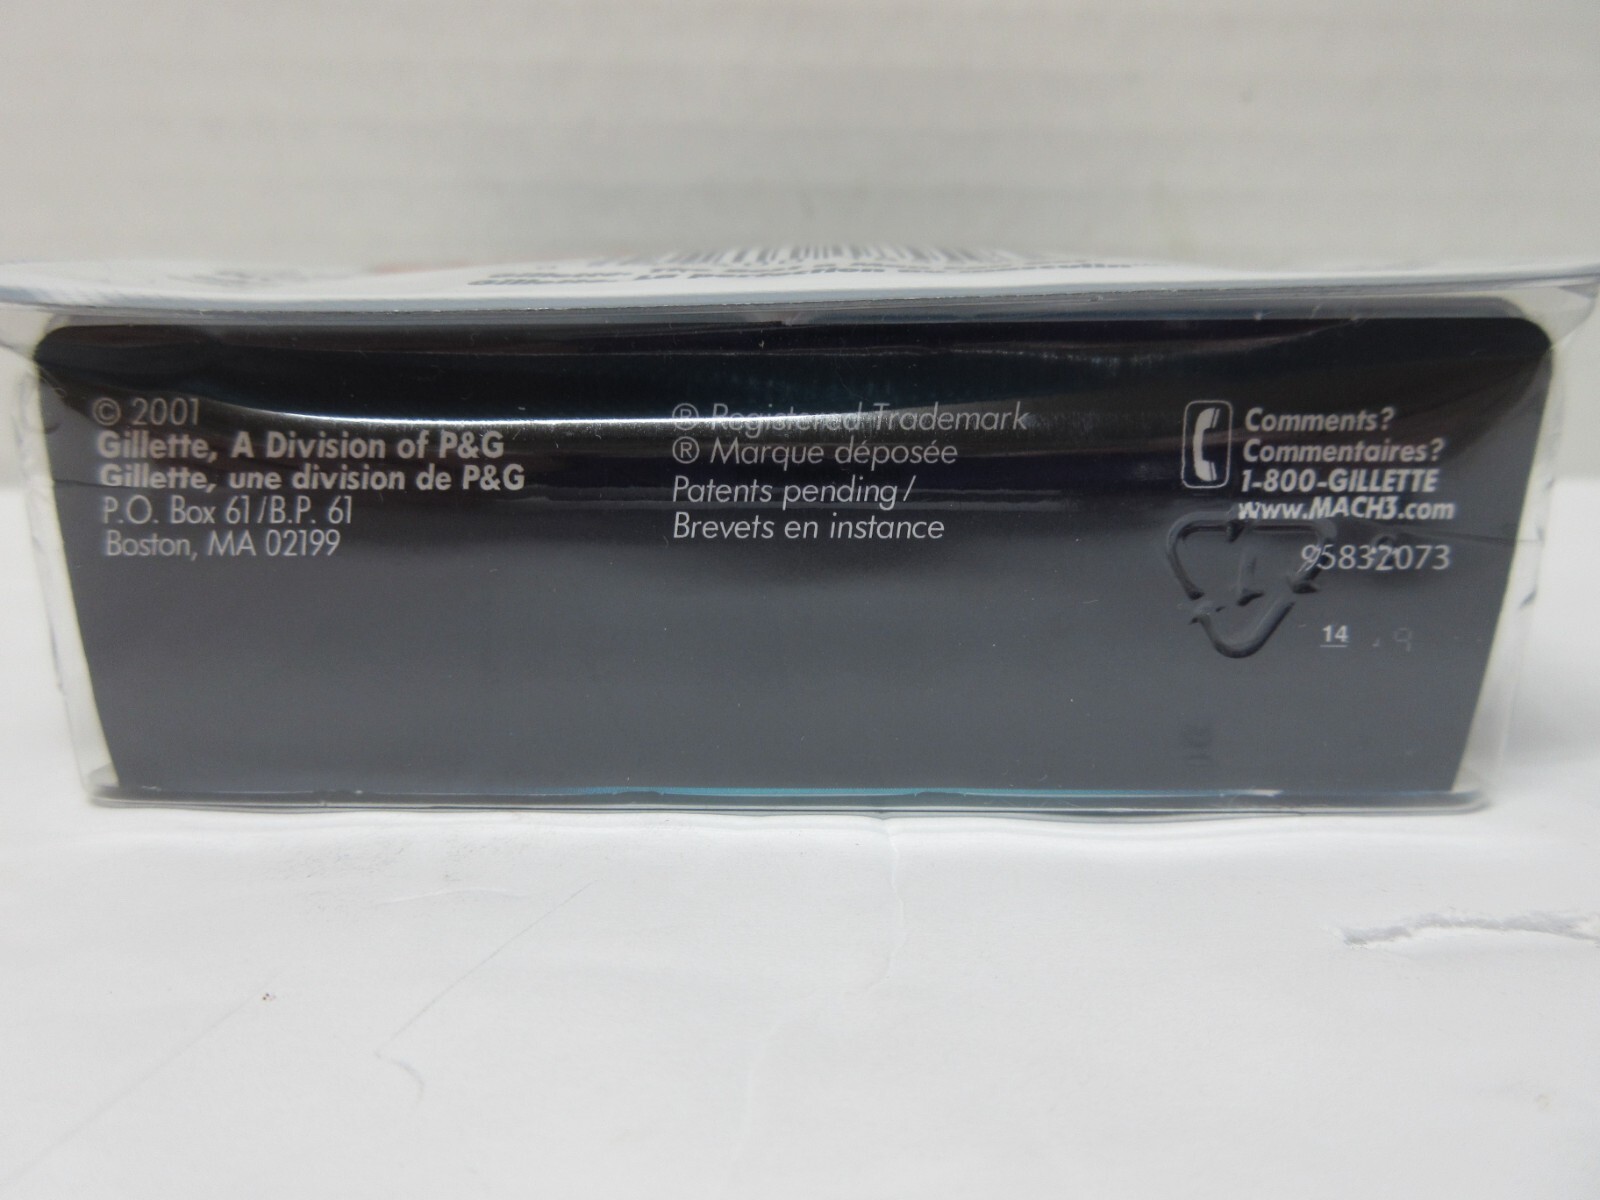 © 2001
Gillette, A Division of P&G
Gillette, une division de P&G
P.O. Box 61/B.P. 61
Boston, MA 02199
® Registered Trademark
® Marque déposée
Patents pending/
Brevets en instance
Comments?
Commentaires?
1-800-GILLETTE
www.MACH3.com
95832073
14